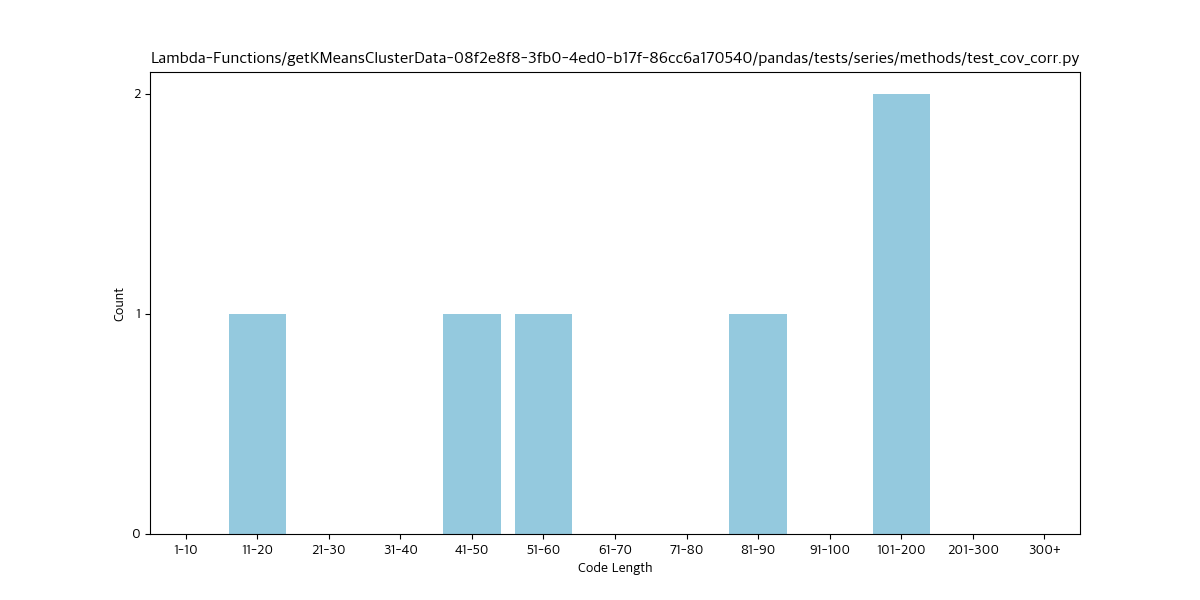 Lambda-Functions/getKMeansClusterData-08f2e8f8-3fb0-4ed0-b17f-86cc6a170540/pandas/tests/series/methods/test_cov_corr.py
2
1
0
Count
1-10 11-20 21-30 31-40 41-50 51-60 61-70 71-80 81-90 91-100 101-200 201-300 300+
Code Length